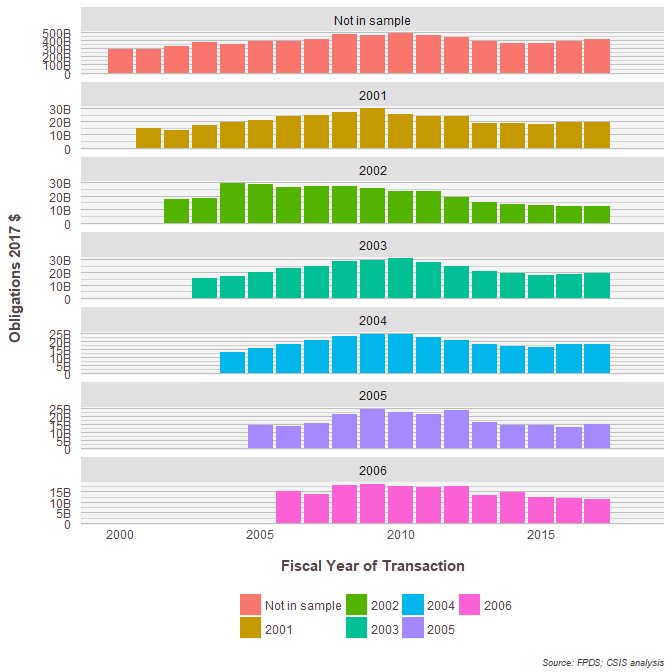 Not in sample
500B
400B
300B
200B
100B
0
2001
30B
20B
10B
0
2002
30B
20B
10B
0
2003
30B
20B
10B
0
2004
25B
20B
15B
10B
5B
0
2005
25B
20B
15B
10B
5B
0
2006
15B
10B
5B
0
2000 2005 2010 2015
Obligations 2017 $
Fiscal Year of Transaction
Not in sample 2002 2004 2006
2001 2003 2005
Source: FPDS; CSIS analysis